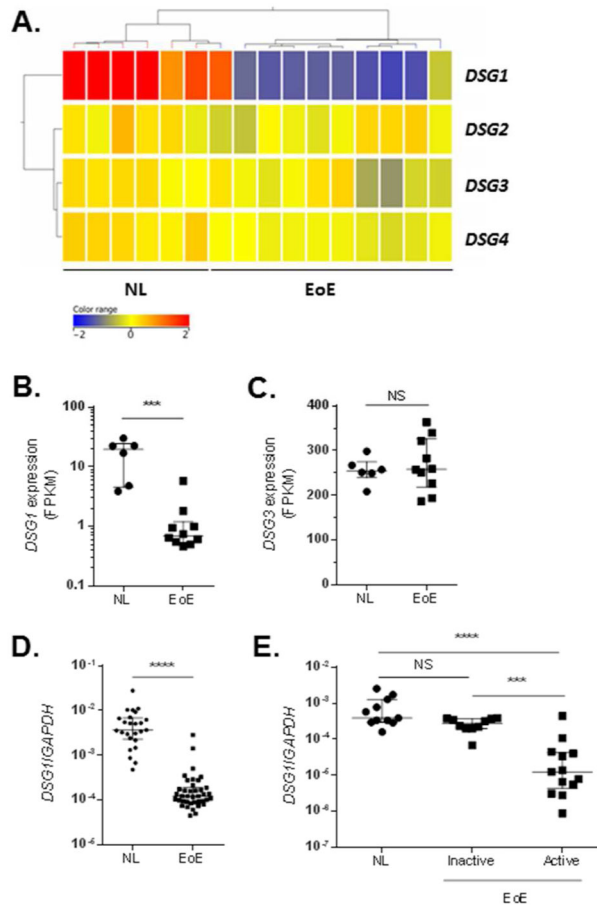 A.
DSG1
DSG2
DSG3
DSG4
NL EoE
Color range
−2 0 2
B.
***
DSG1 expression
(FPKM)
100
10
1
0.1
NL EoE
C.
NS
DSG3 expression
(FPKM)
400
300
200
100
0
NL EoE
D.
****
DSG1/GAPDH
10-1
10-2
10-3
10-4
10-5
10-6
NL EoE
E.
****
NS
***
DSG1/GAPDH
10-2
10-3
10-4
10-5
10-6
10-7
NL Inactive Active
EoE